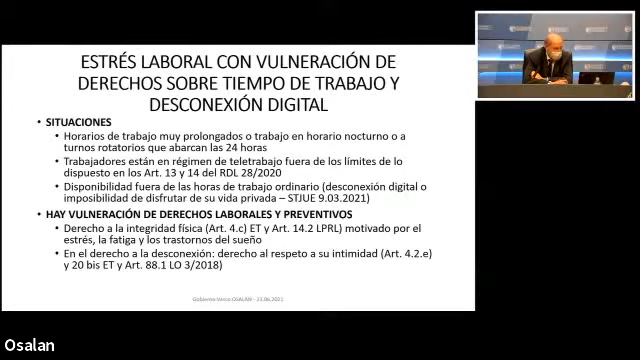 ESTRÉS LABORAL CON VULNERACIÓN DE
DERECHOS SOBRE TIEMPO DE TRABAJO Y
DESCONEXIÓN DIGITAL
• SITUACIONES
• Horarios de trabajo muy prolongados o trabajo en horario nocturno o a
turnos rotatorios que abarcan las 24 horas
• Trabajadores están en régimen de teletrabajo fuera de los límites de lo
dispuesto en los Art. 13 y 14 del RDL 28/2020
• Disponibilidad fuera de las horas de trabajo ordinario (desconexión digital o
imposibilidad de disfrutar de su vida privada – STJUE 9.03.2021)
• HAY VULNERACIÓN DE DERECHOS LABORALES Y PREVENTIVOS
• Derecho a la integridad física (Art. 4.c) ET y Art. 14.2 LPRL) motivado por el
estrés, la fatiga y los trastornos del sueño
• En el derecho a la desconexión: derecho al respeto a su intimidad (Art. 4.2.e)
y 20 bis ET y Art. 88.1 LO 3/2018)
Gobierno Vasco OSALAN - 23.06.2021
Osalan